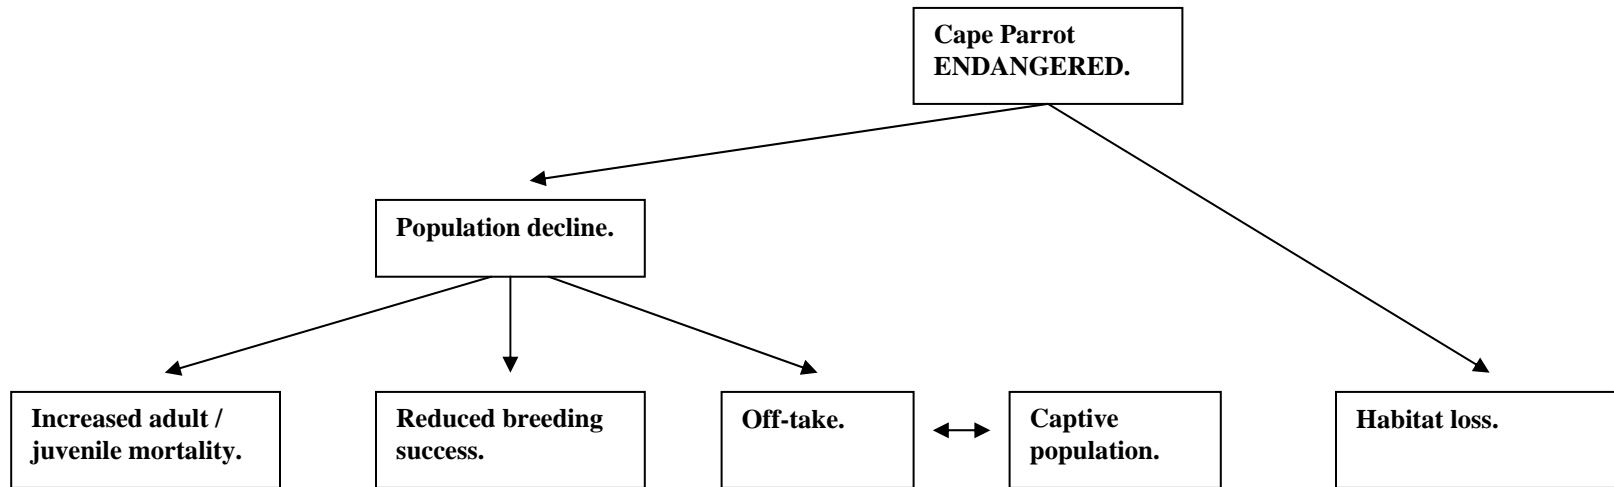 Cape Parrot
ENDANGERED.
Population decline.
Increased adult /
juvenile mortality.
Reduced breeding
success.
Off-take.
Captive
population.
Habitat loss.